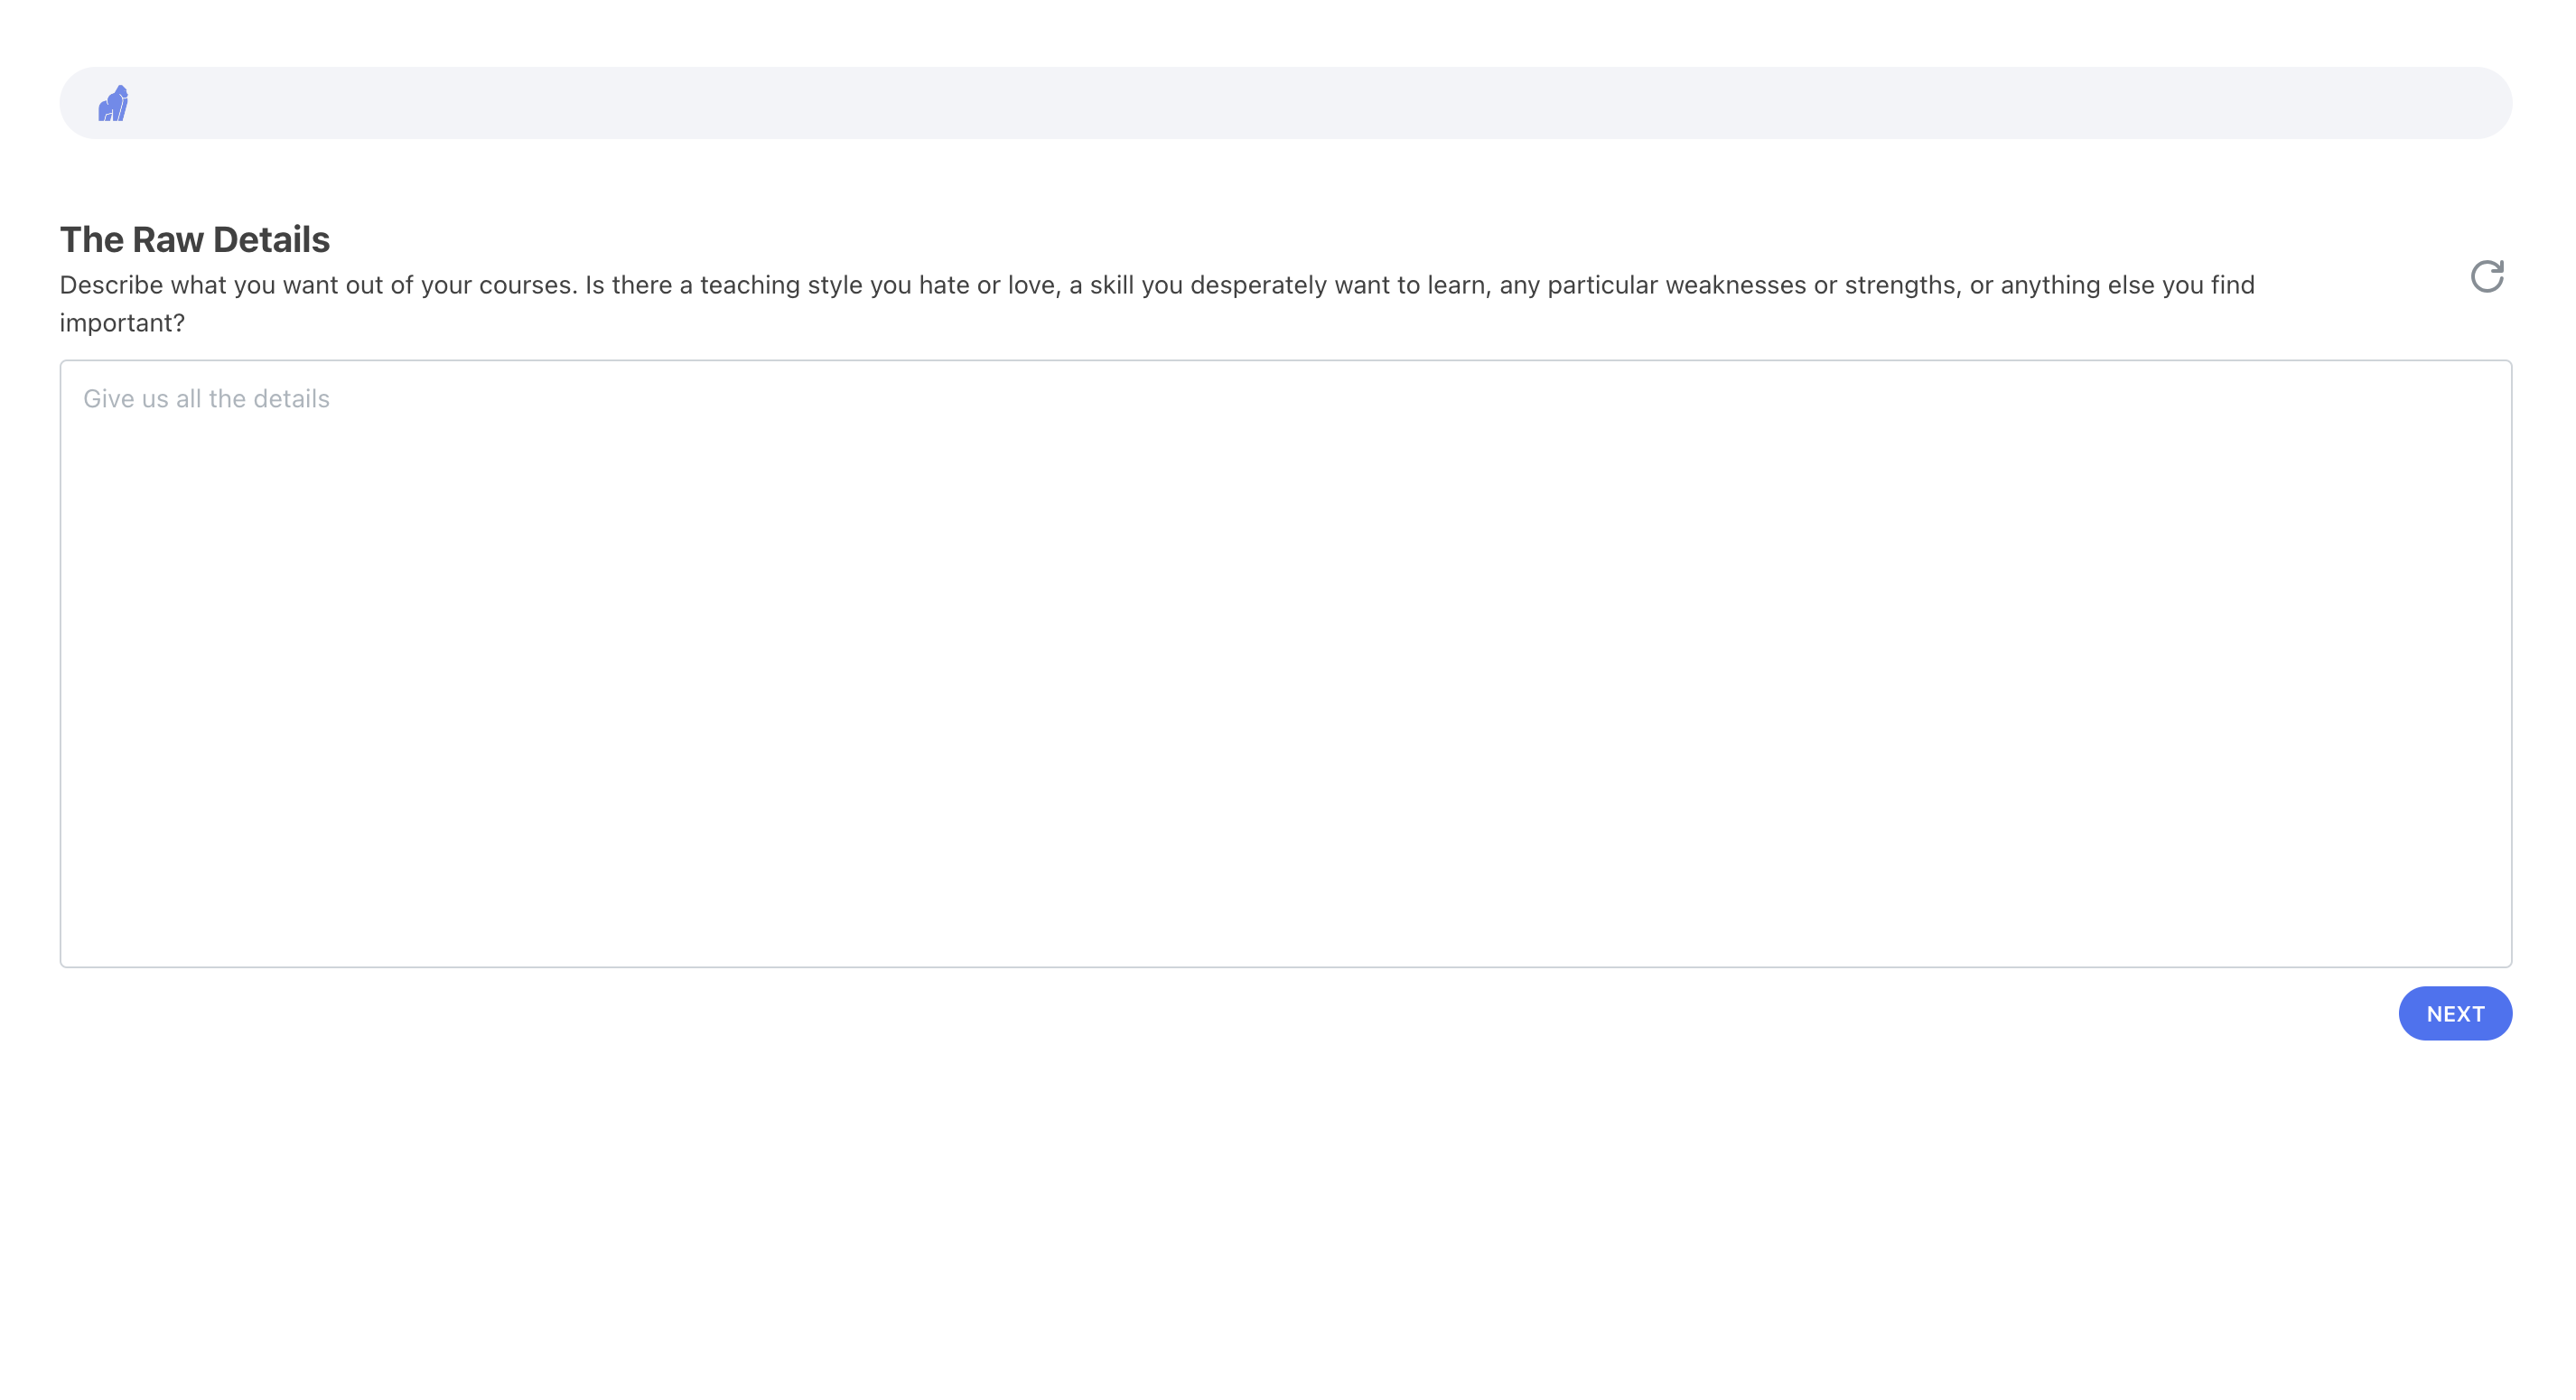 The Raw Details
Describe what you want out of your courses. Is there a teaching style you hate or love, a skill you desperately want to learn, any particular weaknesses or strengths, or anything else you find
important?
Give us all the details
NEXT